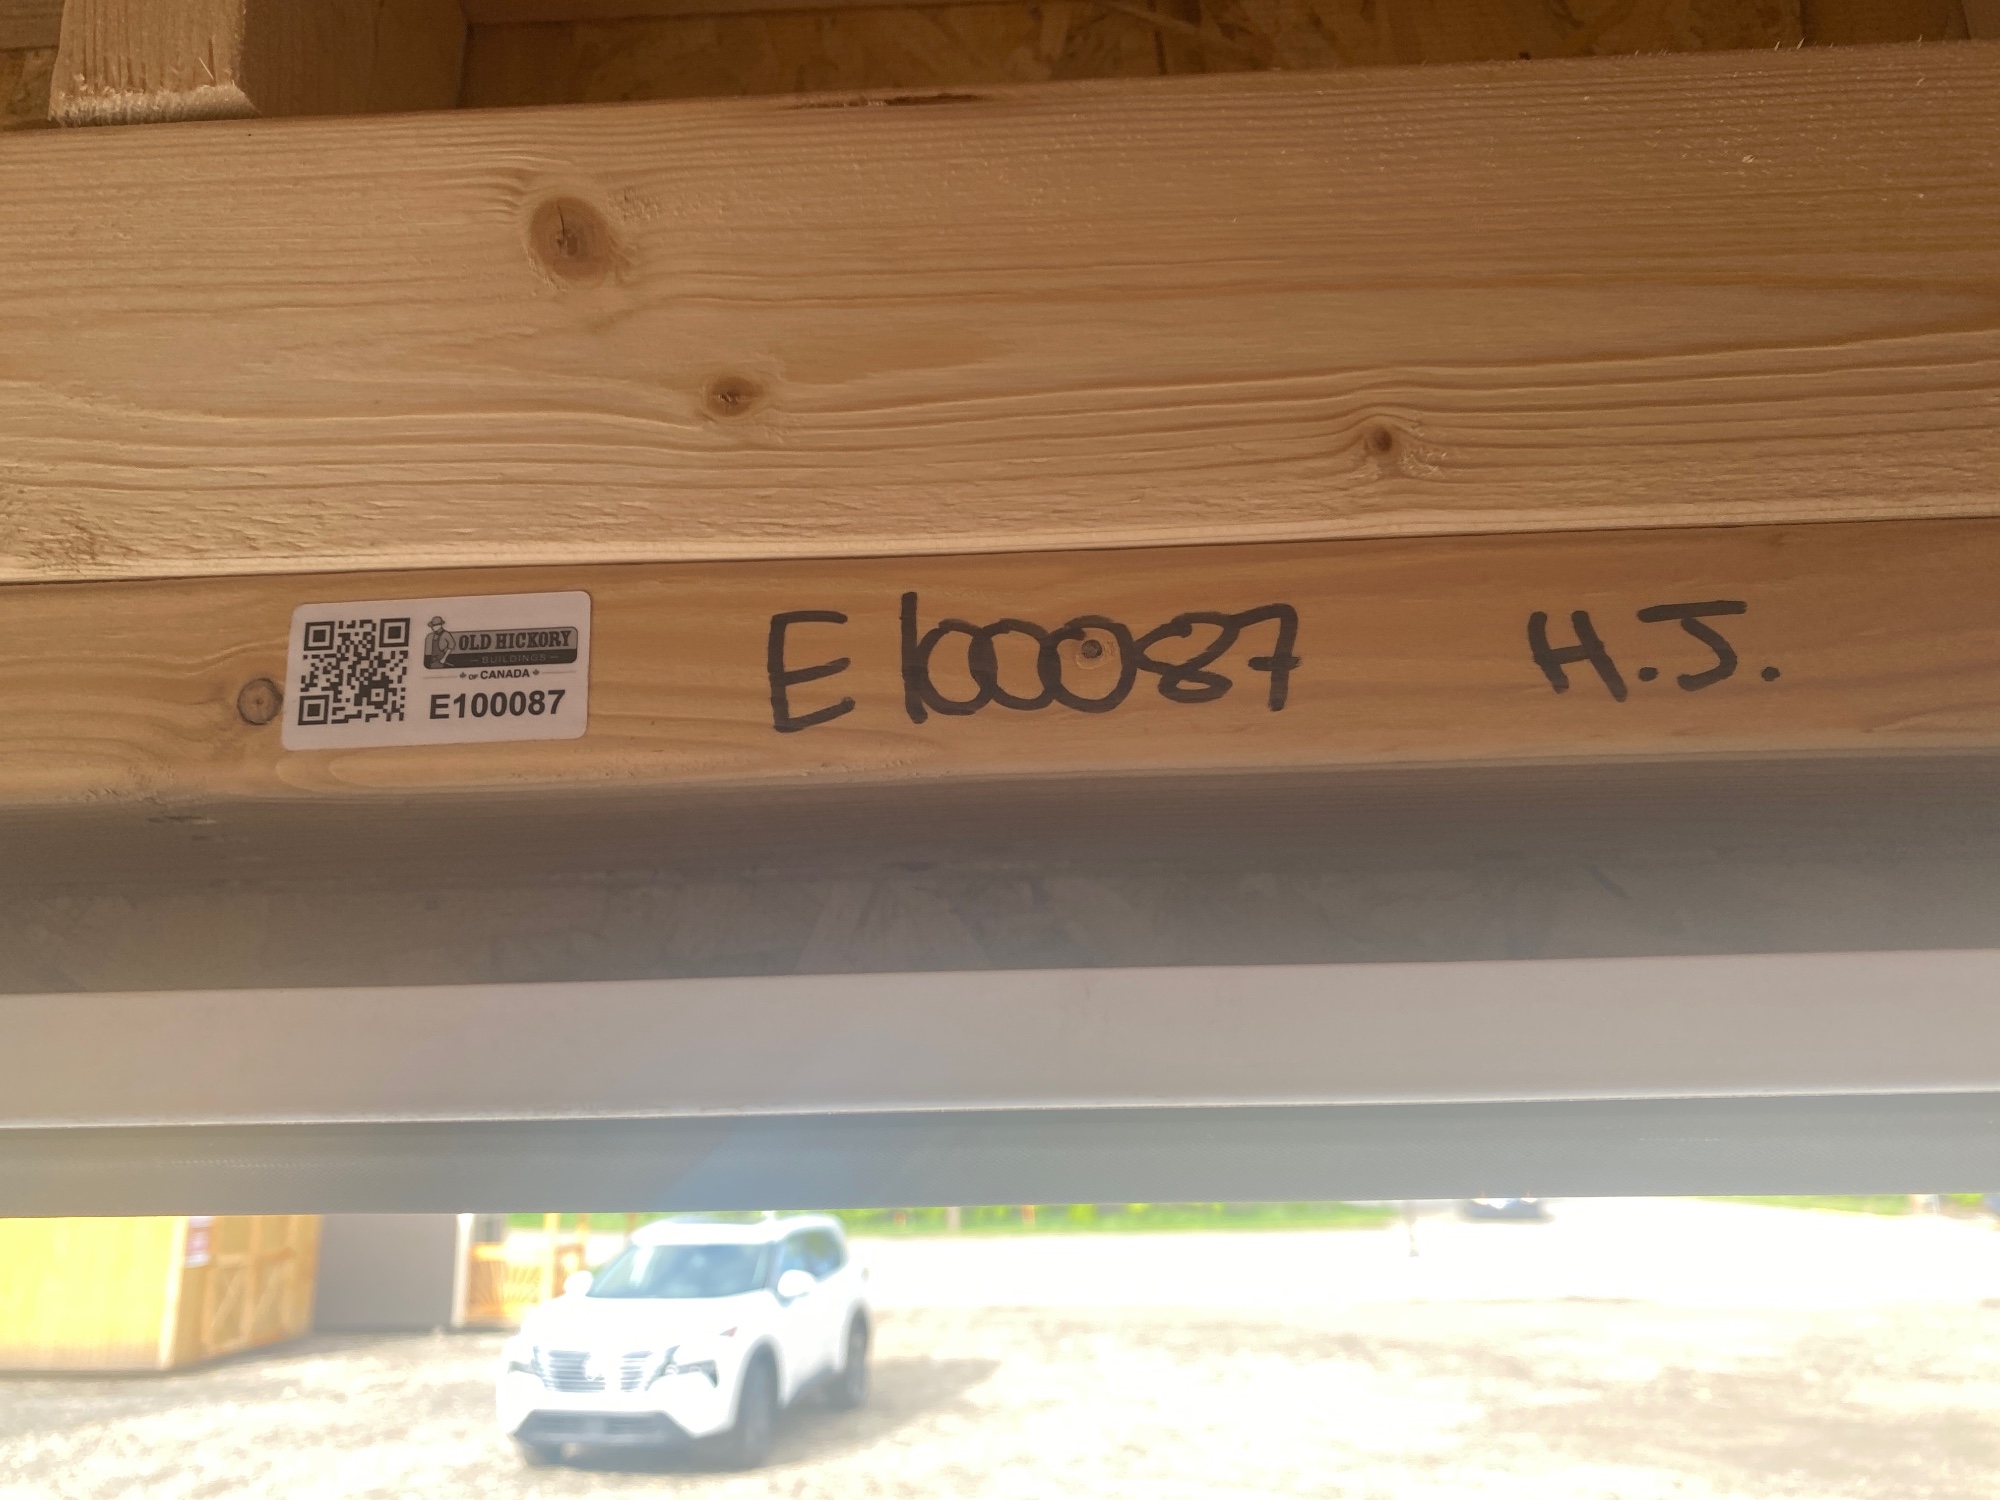 OLD HICKORY
BUILDINGS
OF CANADA
E100087
E100087 H.J.